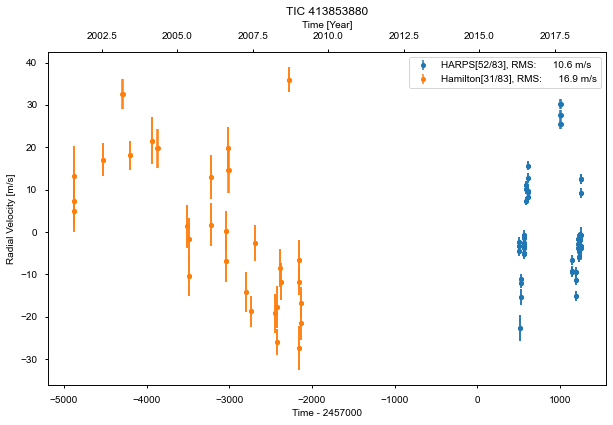 TIC 413853880
Time [Year]
2002.5 2005.0 2007.5 2010.0 2012.5 2015.0 2017.5
HARPS[52/83], RMS: 10.6 m/s
Hamilton[31/83], RMS: 16.9 m/s
Radial Velocity [m/s]
40
30
20
10
0
−10
−20
−30
−5000 −4000 −3000 −2000 −1000 0 1000
Time - 2457000